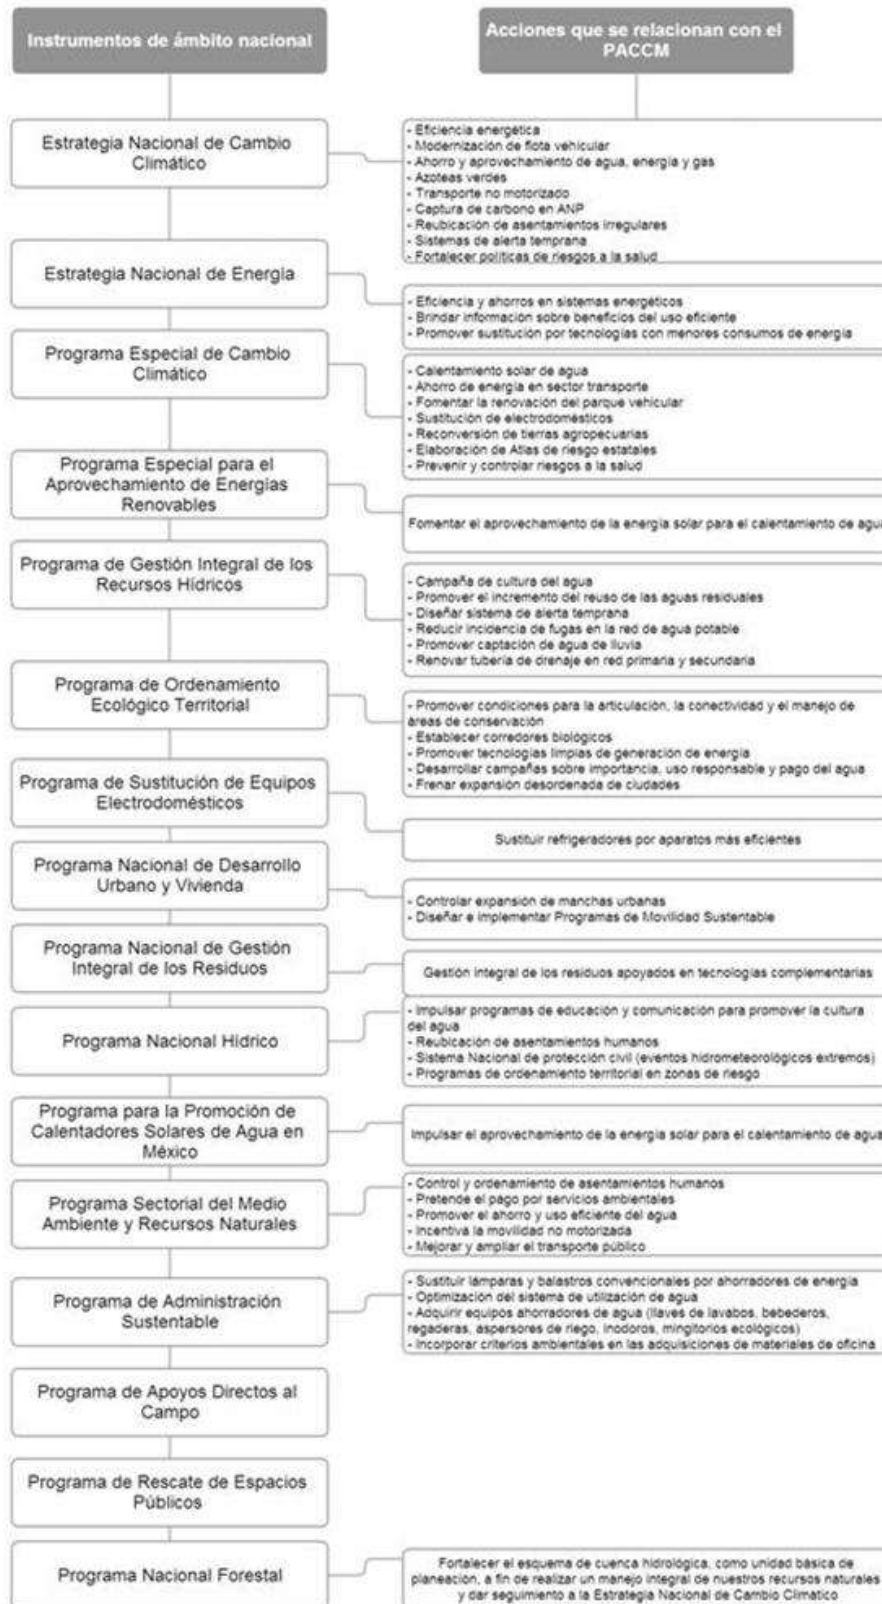 Instrumentos de ámbito nacional
Acciones que se relacionan con el
PACCM
Estrategia Nacional de Cambio
Climático
- Eficiencia energética
- Modernización de flota vehicular
- Ahorro y aprovechamiento de agua, energía y gas
- Azoteas verdes
- Transporte no motorizado
- Captura de carbono en ANP
- Reubicación de asentamientos irregulares
- Sistemas de alerta temprana
- Fortalecer políticas de riesgos a la salud
Estrategia Nacional de Energía
- Eficiencia y ahorros en sistemas energéticos
- Brindar información sobre beneficios del uso eficiente
- Promover sustitución por tecnologías con menores consumos de energía
Programa Especial de Cambio
Climático
- Calentamiento solar de agua
- Ahorro de energía en sector transporte
- Fomentar la renovación del parque vehicular
- Sustitución de electrodomésticos
- Reconversión de tierras agropecuarias
- Elaboración de Atlas de riesgo estatales
- Prevenir y controlar riesgos a la salud
Programa Especial para el
Aprovechamiento de Energías
Renovables
Fomentar el aprovechamiento de la energía solar para el calentamiento de agua
Programa de Gestión Integral de los
Recursos Hídricos
- Campaña de cultura del agua
- Promover el incremento del reuso de las aguas residuales
- Diseñar sistema de alerta temprana
- Reducir incidencia de fugas en la red de agua potable
- Promover captación de agua de lluvia
- Renovar tubería de drenaje en red primaria y secundaria
Programa de Ordenamiento
Ecológico Territorial
- Promover condiciones para la articulación, la conectividad y el manejo de
áreas de conservación
- Establecer corredores biológicos
- Promover tecnologías limpias de generación de energía
- Desarrollar campañas sobre importancia, uso responsable y pago del agua
- Frenar expansión desordenada de ciudades
Programa de Sustitución de Equipos
Electrodomésticos
Sustituir refrigeradores por aparatos más eficientes
Programa Nacional de Desarrollo
Urbano y Vivienda
- Controlar expansión de manchas urbanas
- Diseñar e implementar Programas de Movilidad Sustentable
Programa Nacional de Gestión
Integral de los Residuos
Gestión integral de los residuos apoyados en tecnologías complementarias
Programa Nacional Hídrico
- Impulsar programas de educación y comunicación para promover la cultura
del agua
- Reubicación de asentamientos humanos
- Sistema Nacional de protección civil (eventos hidrometeorológicos extremos)
- Programas de ordenamiento territorial en zonas de riesgo
Programa para la Promoción de
Calentadores Solares de Agua en
México
Impulsar el aprovechamiento de la energía solar para el calentamiento de agua
Programa Sectorial del Medio
Ambiente y Recursos Naturales
- Control y ordenamiento de asentamientos humanos
- Pretende el pago por servicios ambientales
- Promover el ahorro y uso eficiente del agua
- Incentiva la movilidad no motorizada
- Mejorar y ampliar el transporte público
Programa de Administración
Sustentable
- Sustituir lámparas y balastros convencionales por ahorradores de energía
- Optimización del sistema de utilización de agua
- Adquirir equipos ahorradores de agua (llaves de lavabos, bebederos,
regaderas, aspersores de riego, inodoros, mingitorios ecológicos)
- Incorporar criterios ambientales en las adquisiciones de materiales de oficina
Programa de Apoyos Directos al
Campo
Programa de Rescate de Espacios
Públicos
Programa Nacional Forestal
Fortalecer el esquema de cuenca hidrológica, como unidad básica de
planeación, a fin de realizar un manejo integral de nuestros recursos naturales
y dar seguimiento a la Estrategia Nacional de Cambio Climático